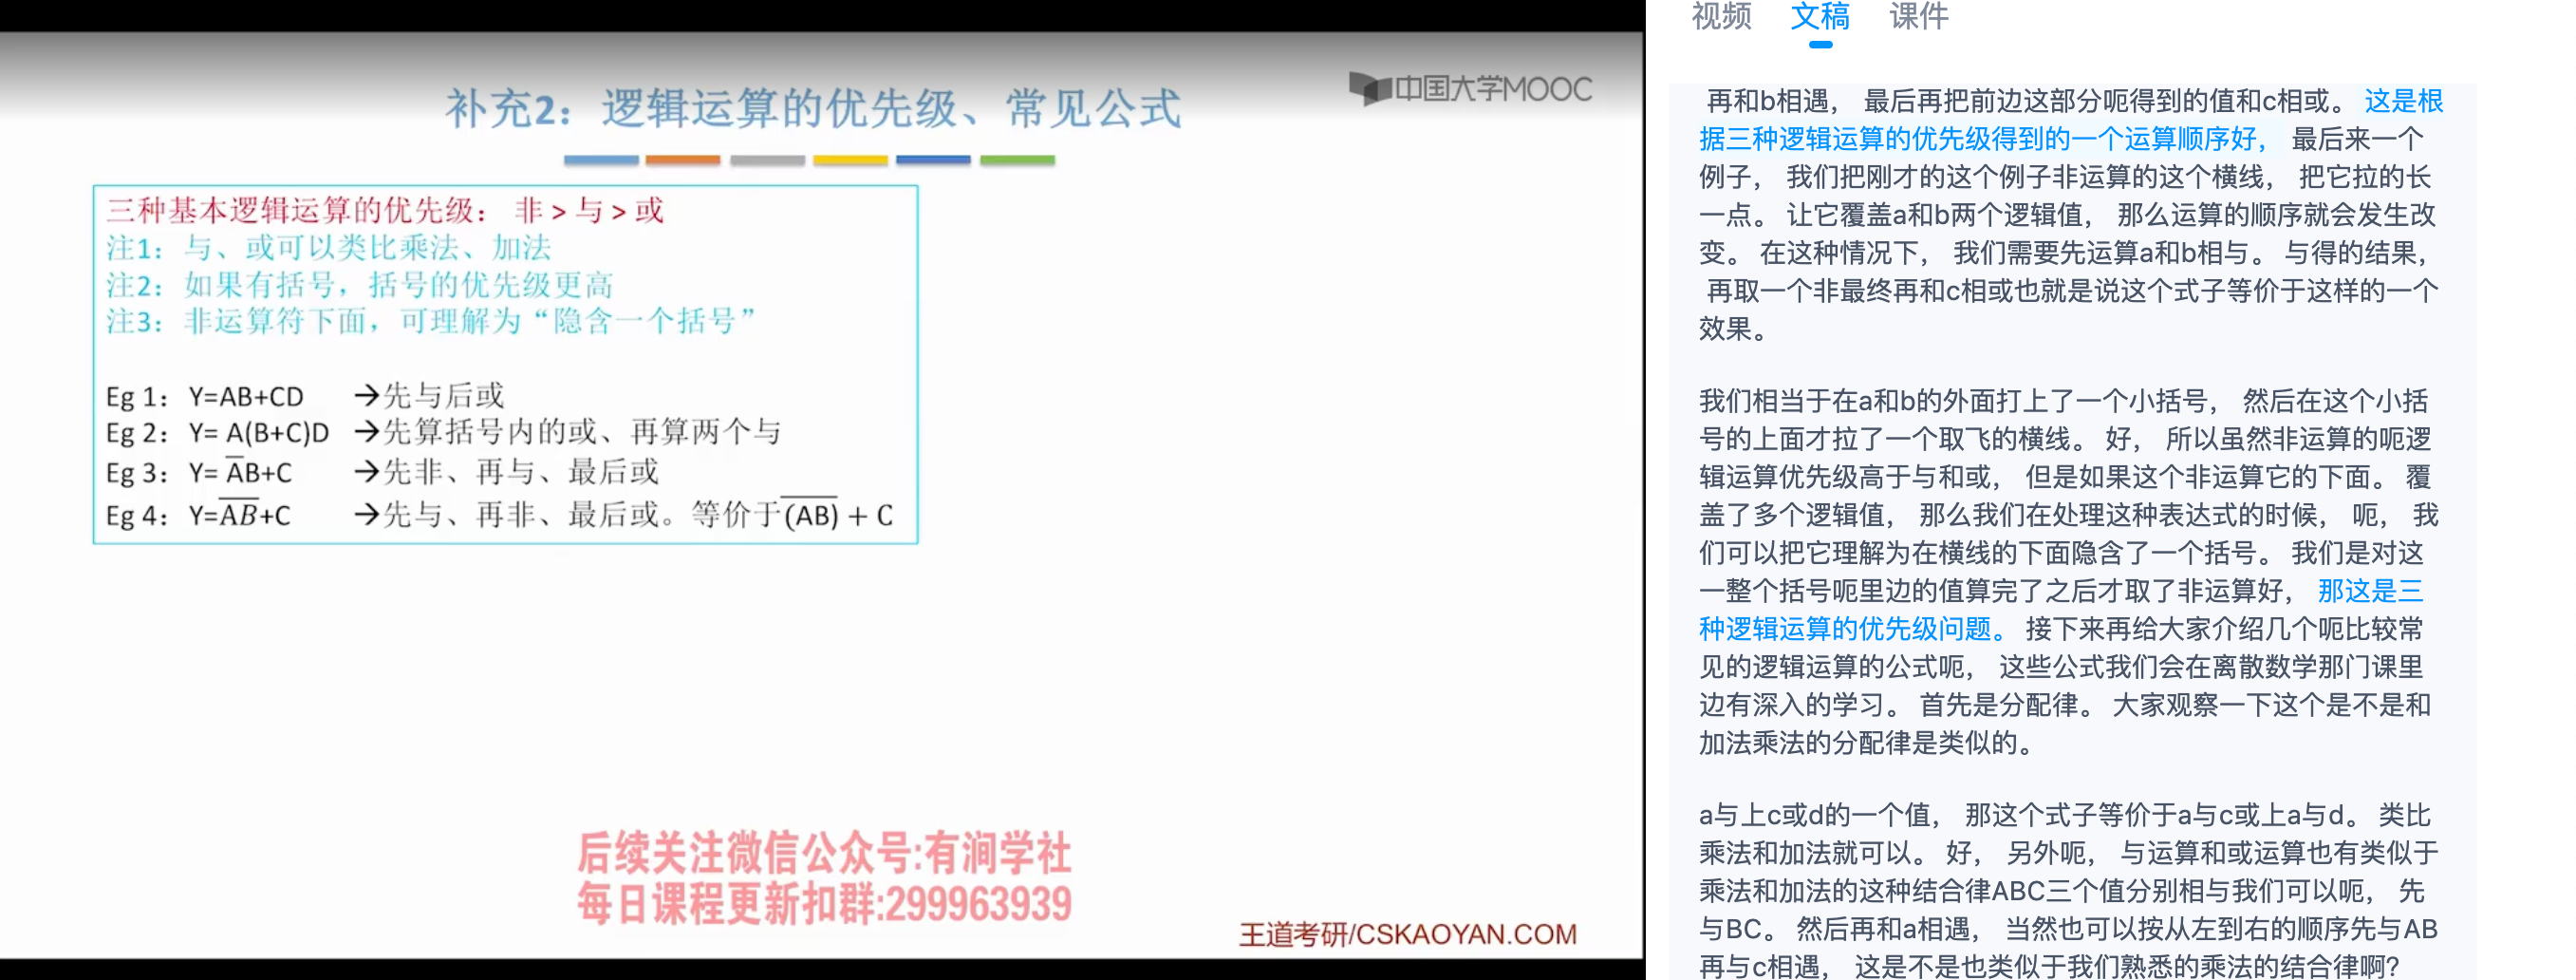 中国大学MOOC
补充2：逻辑运算的优先级、常见公式
三种基本逻辑运算的优先级： 非 > 与 > 或
注1：与、或可以类比乘法、加法
注2：如果有括号，括号的优先级更高
注3：非运算符下面，可理解为“隐含一个括号”
Eg 1：Y=AB+CD →先与后或
Eg 2：Y= A(B+C)D →先算括号内的或、再算两个与
Eg 3：Y= A̅B+C →先非、再与、最后或
Eg 4：Y=A̅B̅+C →先与、再非、最后或。等价于(̅A̅B̅)̅ + C
后续关注微信公众号:有涧学社
每日课程更新扣群:299963939
王道考研/CSKAOYAN.COM
视频 文稿 课件
再和b相遇， 最后再把前边这部分呃得到的值和c相或。 这是根
据三种逻辑运算的优先级得到的一个运算顺序好， 最后来一个
例子， 我们把刚才的这个例子非运算的这个横线， 把它拉的长
一点。 让它覆盖a和b两个逻辑值， 那么运算的顺序就会发生改
变。 在这种情况下， 我们需要先运算a和b相与。 与得的结果，
再取一个非最终再和c相或也就是说这个式子等价于这样的一个
效果。
我们相当于在a和b的外面打上了一个小括号， 然后在这个小括
号的上面才拉了一个取飞的横线。 好， 所以虽然非运算的呃逻
辑运算优先级高于与和或， 但是如果这个非运算它的下面。 覆
盖了多个逻辑值， 那么我们在处理这种表达式的时候， 呃， 我
们可以把它理解为在横线的下面隐含了一个括号。 我们是对这
一整个括号呃里边的值算完了之后才取了非运算好， 那这是三
种逻辑运算的优先级问题。 接下来再给大家介绍几个呃比较常
见的逻辑运算的公式呃， 这些公式我们会在离散数学那门课里
边有深入的学习。 首先是分配律。 大家观察一下这个是不是和
加法乘法的分配律是类似的。
a与上c或d的一个值， 那这个式子等价于a与c或上a与d。 类比
乘法和加法就可以。 好， 另外呃， 与运算和或运算也有类似于
乘法和加法的这种结合律ABC三个值分别相与我们可以呃， 先
与BC。 然后再和a相遇， 当然也可以按从左到右的顺序先与AB
再与c相遇， 这是不是也类似于我们熟悉的乘法的结合律啊?